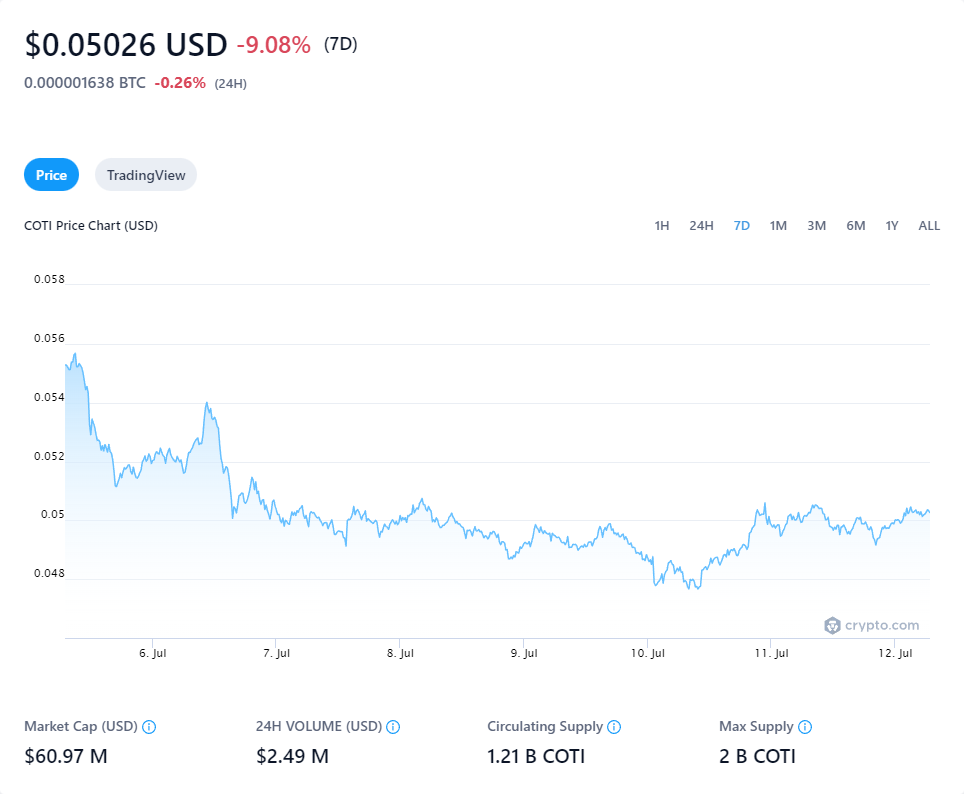 $0.05026 USD -9.08% (7D)
0.000001638 BTC -0.26% (24H)
Price TradingView
COTI Price Chart (USD) 1H 24H 7D 1M 3M 6M 1Y ALL
0.058
0.056
0.054
0.052
0.05
0.048
crypto.com
6. Jul 7. Jul 8. Jul 9. Jul 10. Jul 11. Jul 12. Jul
Market Cap (USD) 24H VOLUME (USD) Circulating Supply Max Supply
$60.97 M $2.49 M 1.21 B COTI 2 B COTI